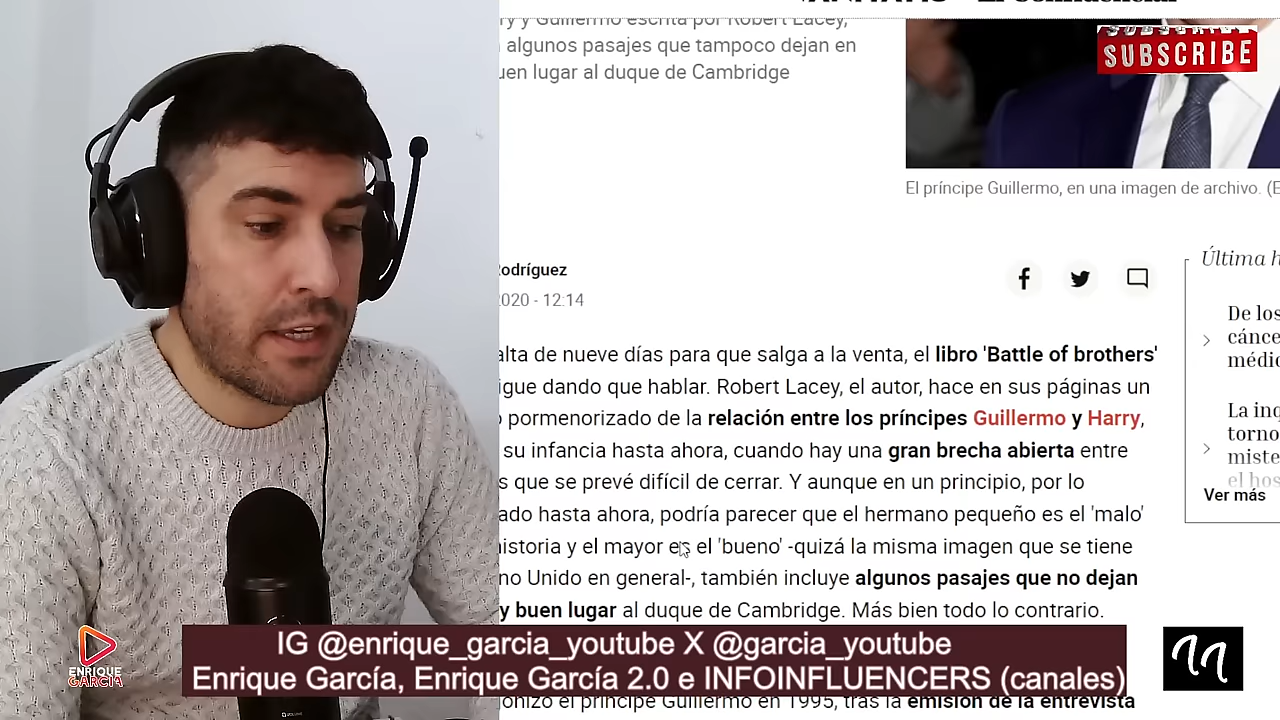 ry y Guillermo escrita por Robert Lacey,
algunos pasajes que tampoco dejan en
uen lugar al duque de Cambridge
SUBSCRIBE
El príncipe Guillermo, en una imagen de archivo. (E
Rodríguez
2020 - 12:14
Última h
De los
cánce
médic
La inq
torno
miste
el hos
Ver más
alta de nueve días para que salga a la venta, el libro 'Battle of brothers'
igue dando que hablar. Robert Lacey, el autor, hace en sus páginas un
o pormenorizado de la relación entre los príncipes Guillermo y Harry,
su infancia hasta ahora, cuando hay una gran brecha abierta entre
s que se prevé difícil de cerrar. Y aunque en un principio, por lo
ado hasta ahora, podría parecer que el hermano pequeño es el 'malo'
istoria y el mayor es el 'bueno' -quizá la misma imagen que se tiene
no Unido en general-, también incluye algunos pasajes que no dejan
y buen lugar al duque de Cambridge. Más bien todo lo contrario.
IG @enrique_garcia_youtube X @garcia_youtube
Enrique García, Enrique García 2.0 e INFOINFLUENCERS (canales)
ENRIQUE
GARCÍA
onizó el príncipe Guillermo en 1995, tras la emisión de la entrevista